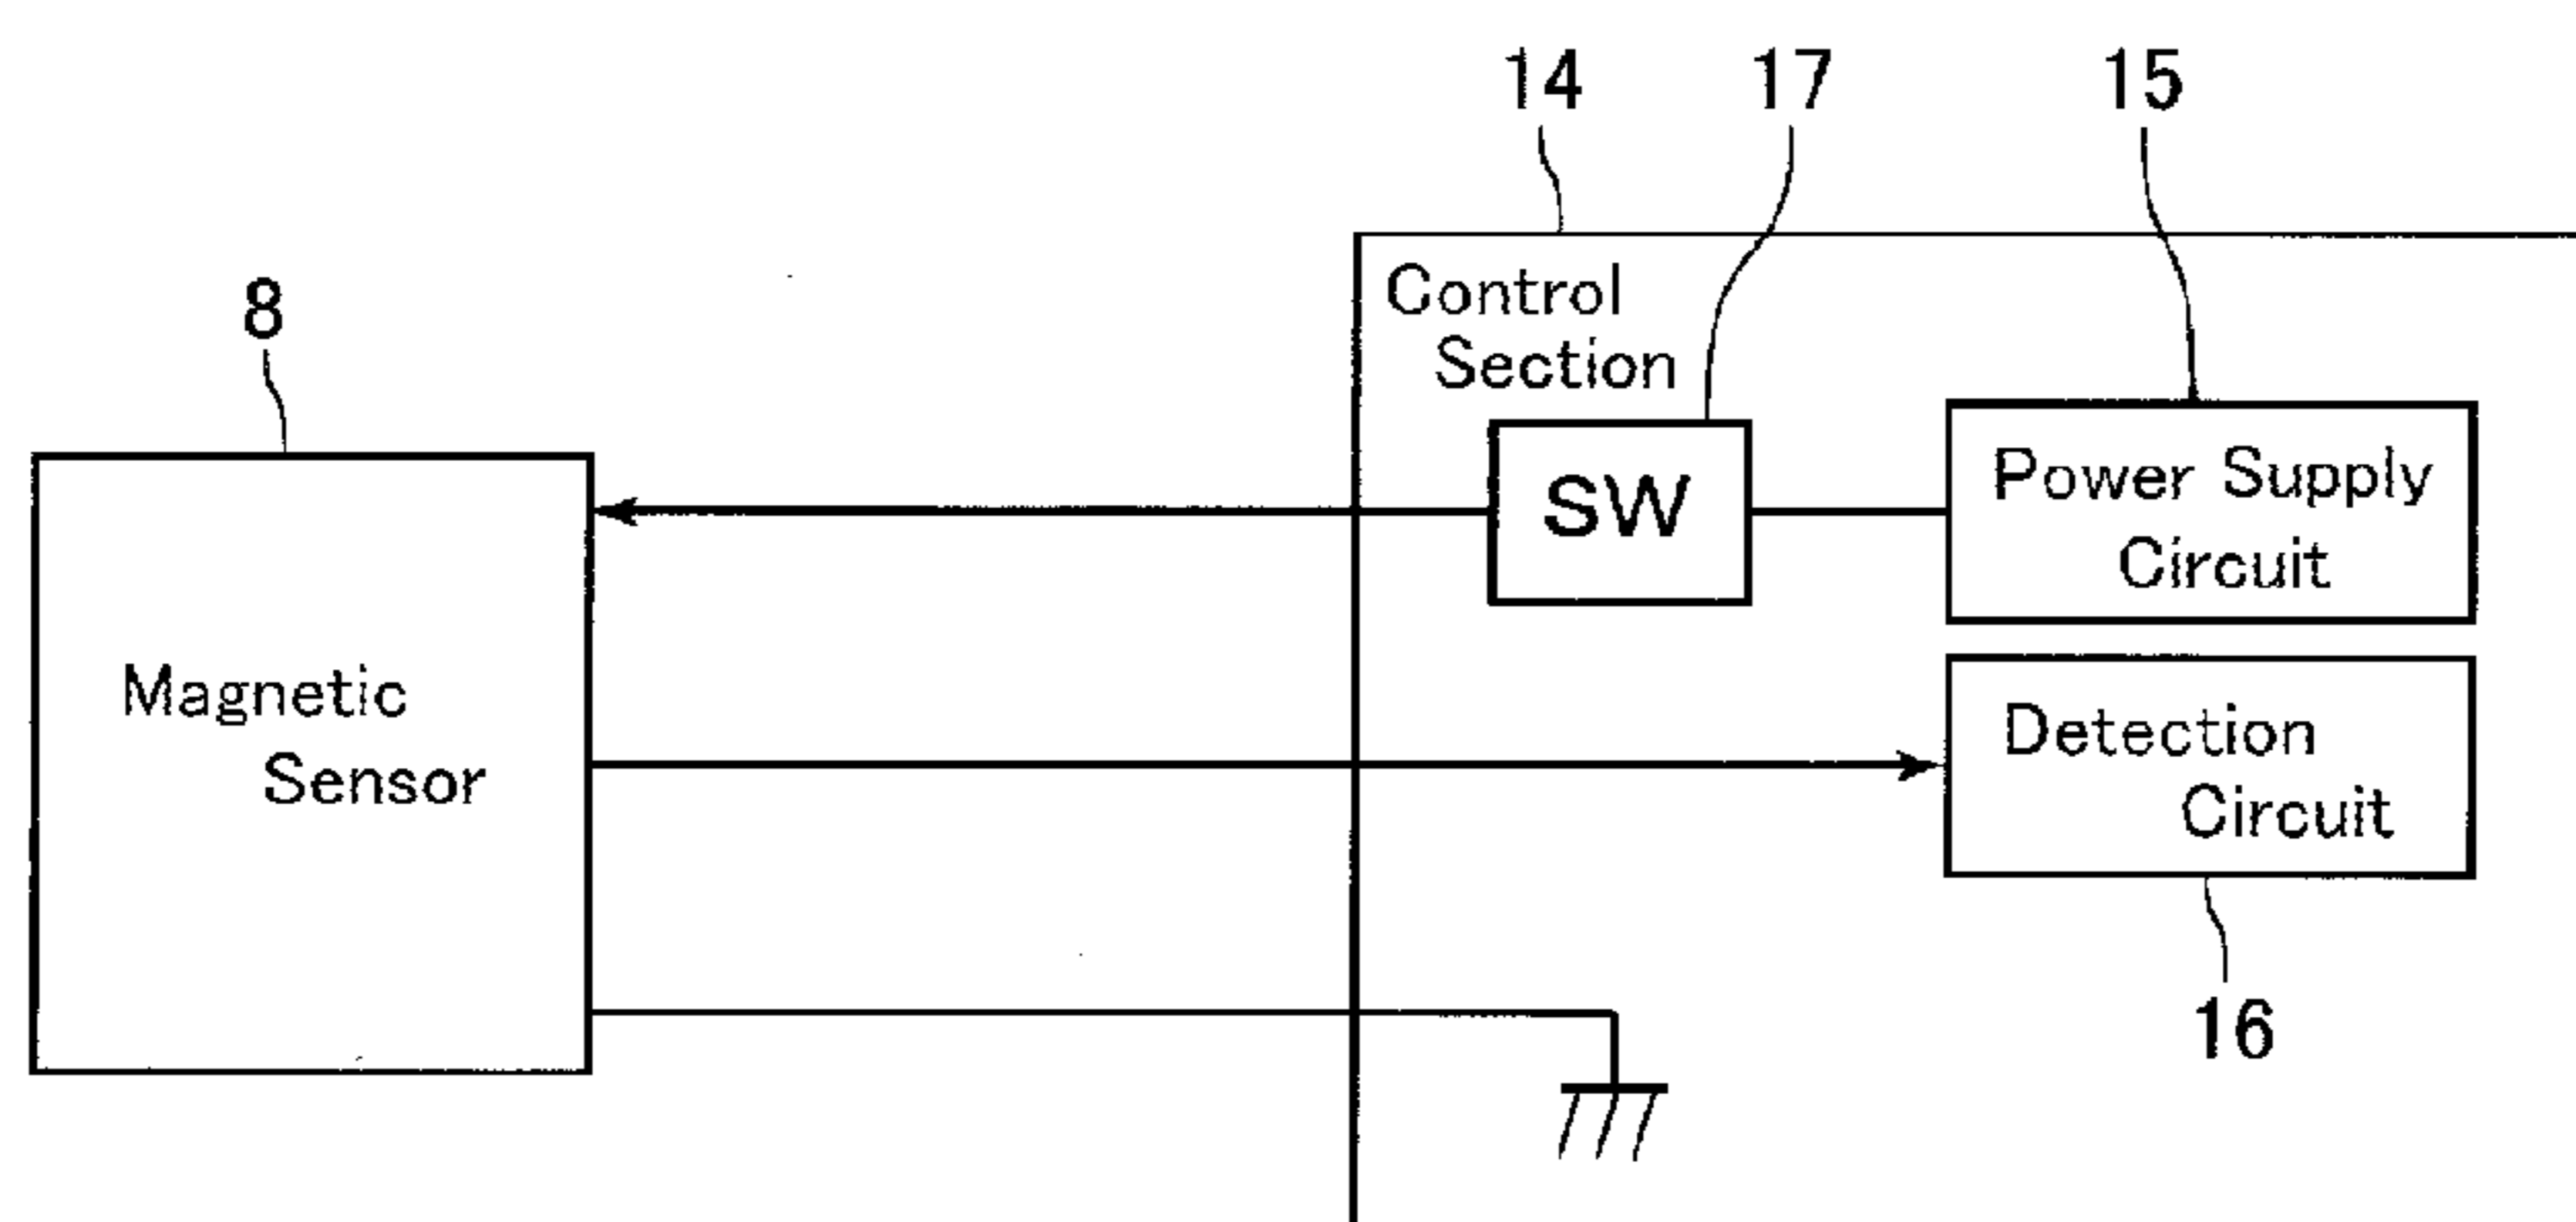 14 17 15
8
Control
Section
SW
Power Supply
Circuit
Magnetic
Sensor
Detection
Circuit
16